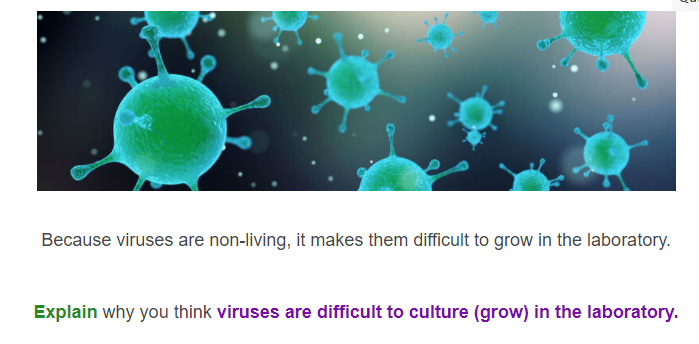 Because viruses are non-living, it makes them difficult to grow in the laboratory.
Explain why you think viruses are difficult to culture (grow) in the laboratory.